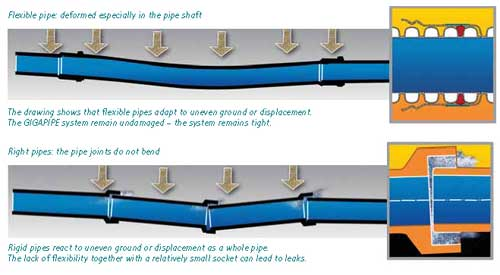 Flexible pipe: deformed especially in the pipe shaft
The drawing shows that flexible pipes adapt to uneven ground or displacement.
The GIGAPIPE system remain undamaged – the system remains tight.
Right pipes: the pipe joints do not bend
Rigid pipes react to uneven ground or displacement as a whole pipe.
The lack of flexibility together with a relatively small socket can lead to leaks.